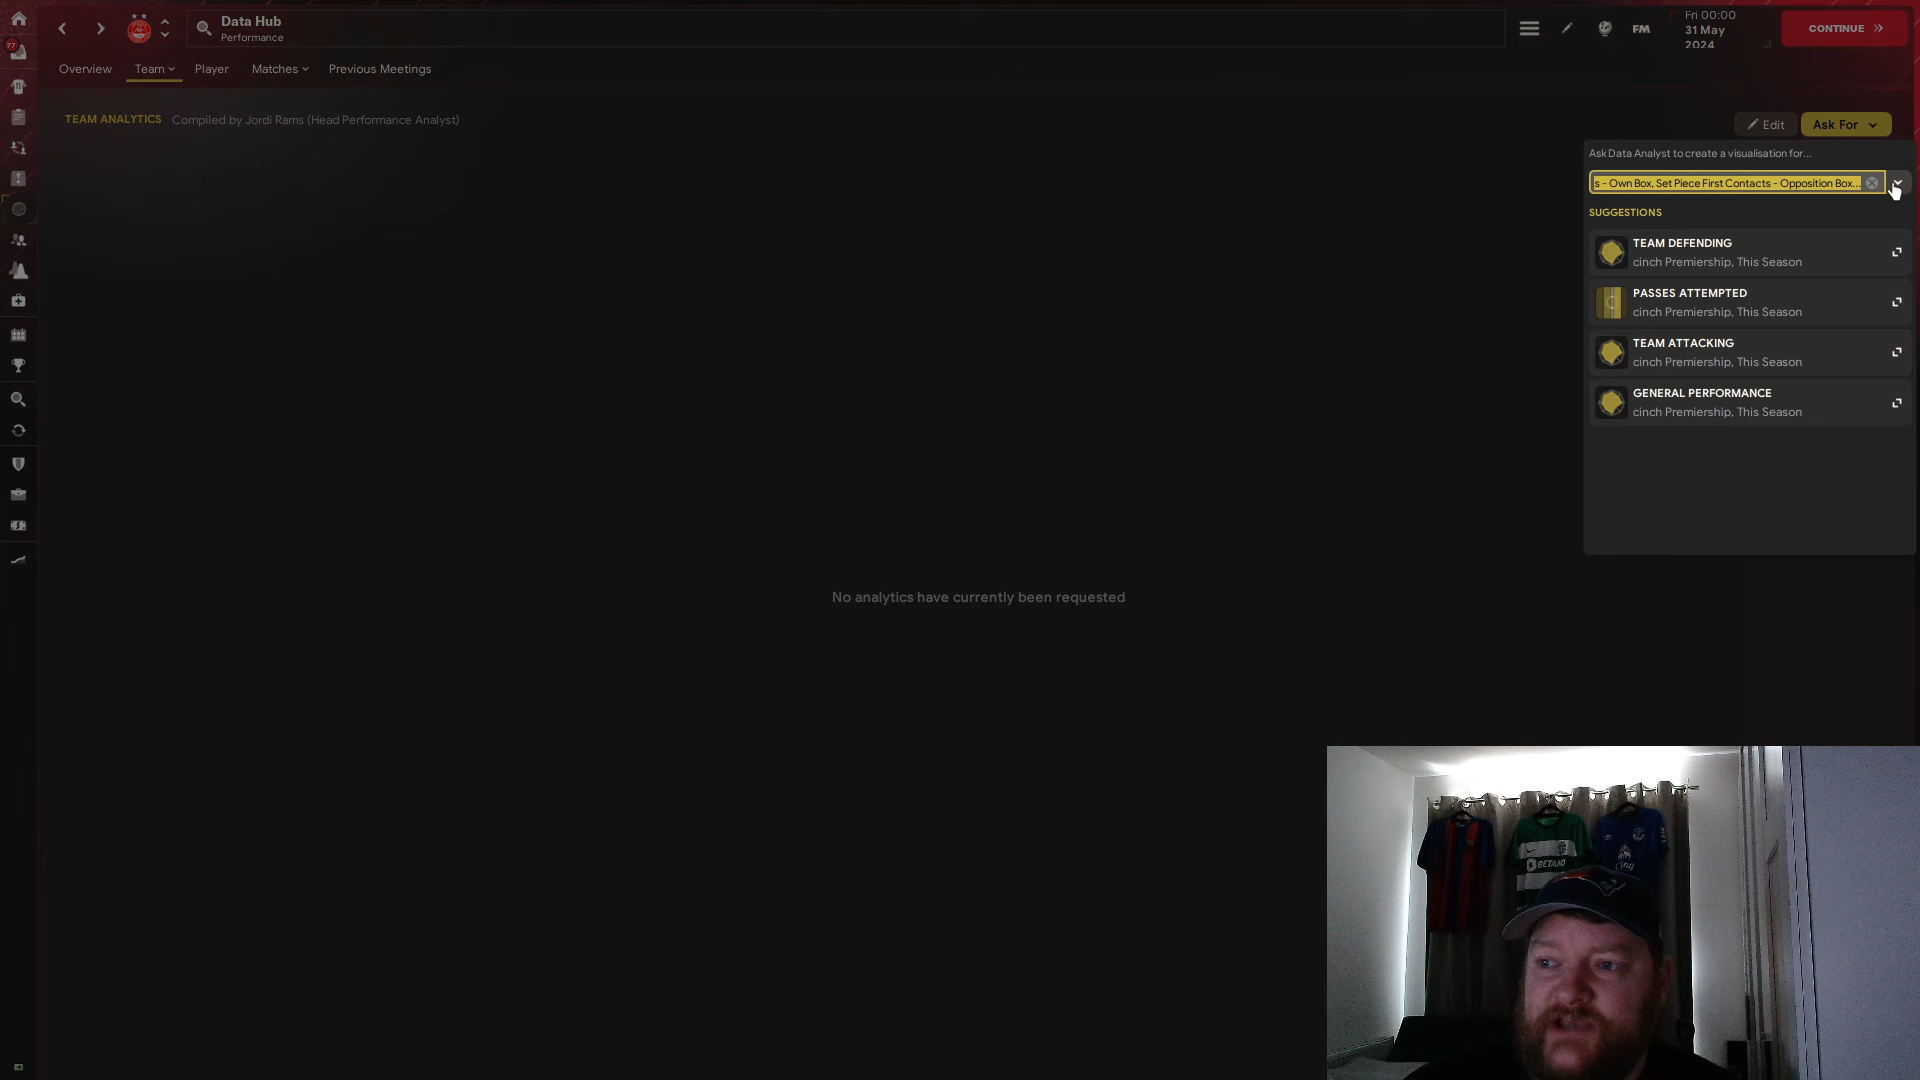 Data Hub
Performance
FM
Fri 00:00
31 May
2024
CONTINUE
77
Overview
Team
Player
Matches
Previous Meetings
TEAM ANALYTICS Compiled by Jordi Rams (Head Performance Analyst)
Edit
Ask For
Ask Data Analyst to create a visualisation for...
s - Own Box, Set Piece First Contacts - Opposition Box...
SUGGESTIONS
TEAM DEFENDING
cinch Premiership, This Season
PASSES ATTEMPTED
cinch Premiership, This Season
TEAM ATTACKING
cinch Premiership, This Season
GENERAL PERFORMANCE
cinch Premiership, This Season
No analytics have currently been requested
BETANO